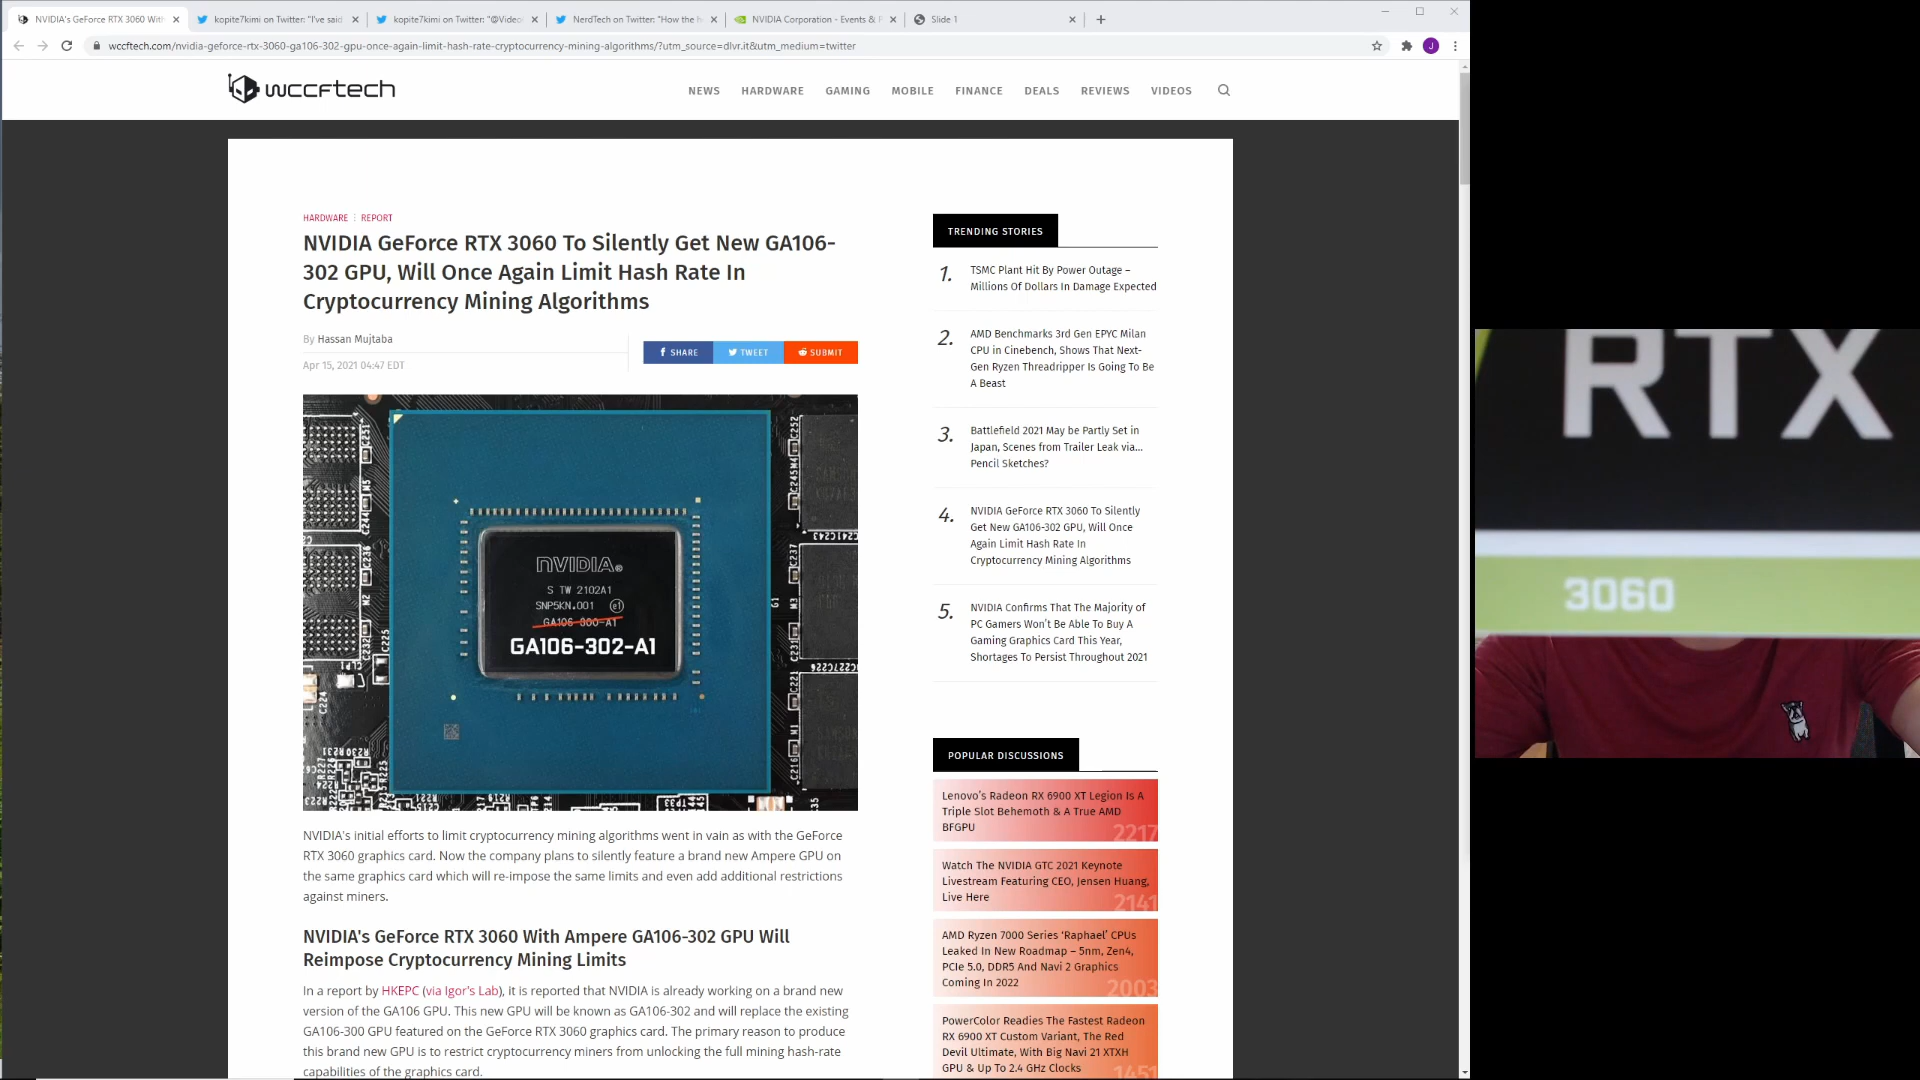 NVIDIA's GeForce RTX 3060 With
kopite7kimi on Twitter: "I've said
kopite7kimi on Twitter: "@Video
NerdTech on Twitter: "How the h
NVIDIA Corporation - Events & P
Slide 1
wccftech.com/nvidia-geforce-rtx-3060-ga106-302-gpu-once-again-limit-hash-rate-cryptocurrency-mining-algorithms/?utm_source=dlvr.it&utm_medium=twitter
J
wccftech
NEWS HARDWARE GAMING MOBILE FINANCE DEALS REVIEWS VIDEOS
HARDWARE REPORT
NVIDIA GeForce RTX 3060 To Silently Get New GA106-
302 GPU, Will Once Again Limit Hash Rate In
Cryptocurrency Mining Algorithms
By Hassan Mujtaba
Apr 15, 2021 04:47 EDT
SHARE TWEET SUBMIT
NVIDIA®
S TW 2102A1
SNP5KN.001 e1
GA106-300-A1
GA106-302-A1
NVIDIA's initial efforts to limit cryptocurrency mining algorithms went in vain as with the GeForce
RTX 3060 graphics card. Now the company plans to silently feature a brand new Ampere GPU on
the same graphics card which will re-impose the same limits and even add additional restrictions
against miners.
NVIDIA's GeForce RTX 3060 With Ampere GA106-302 GPU Will
Reimpose Cryptocurrency Mining Limits
In a report by HKEPC (via Igor's Lab), it is reported that NVIDIA is already working on a brand new
version of the GA106 GPU. This new GPU will be known as GA106-302 and will replace the existing
GA106-300 GPU featured on the GeForce RTX 3060 graphics card. The primary reason to produce
this brand new GPU is to restrict cryptocurrency miners from unlocking the full mining hash-rate
capabilities of the graphics card.
TRENDING STORIES
1. TSMC Plant Hit By Power Outage –
Millions Of Dollars In Damage Expected
2. AMD Benchmarks 3rd Gen EPYC Milan
CPU in Cinebench, Shows That Next-
Gen Ryzen Threadripper Is Going To Be
A Beast
3. Battlefield 2021 May be Partly Set in
Japan, Scenes from Trailer Leak via...
Pencil Sketches?
4. NVIDIA GeForce RTX 3060 To Silently
Get New GA106-302 GPU, Will Once
Again Limit Hash Rate In
Cryptocurrency Mining Algorithms
5. NVIDIA Confirms That The Majority of
PC Gamers Won't Be Able To Buy A
Gaming Graphics Card This Year,
Shortages To Persist Throughout 2021
POPULAR DISCUSSIONS
Lenovo's Radeon RX 6900 XT Legion Is A
Triple Slot Behemoth & A True AMD
BFGPU
2217
Watch The NVIDIA GTC 2021 Keynote
Livestream Featuring CEO, Jensen Huang,
Live Here
2141
AMD Ryzen 7000 Series 'Raphael' CPUs
Leaked In New Roadmap – 5nm, Zen4,
PCIe 5.0, DDR5 And Navi 2 Graphics
Coming In 2022
2003
PowerColor Readies The Fastest Radeon
RX 6900 XT Custom Variant, The Red
Devil Ultimate, With Big Navi 21 XTXH
GPU & Up To 2.4 GHz Clocks
1451
RTX
3060